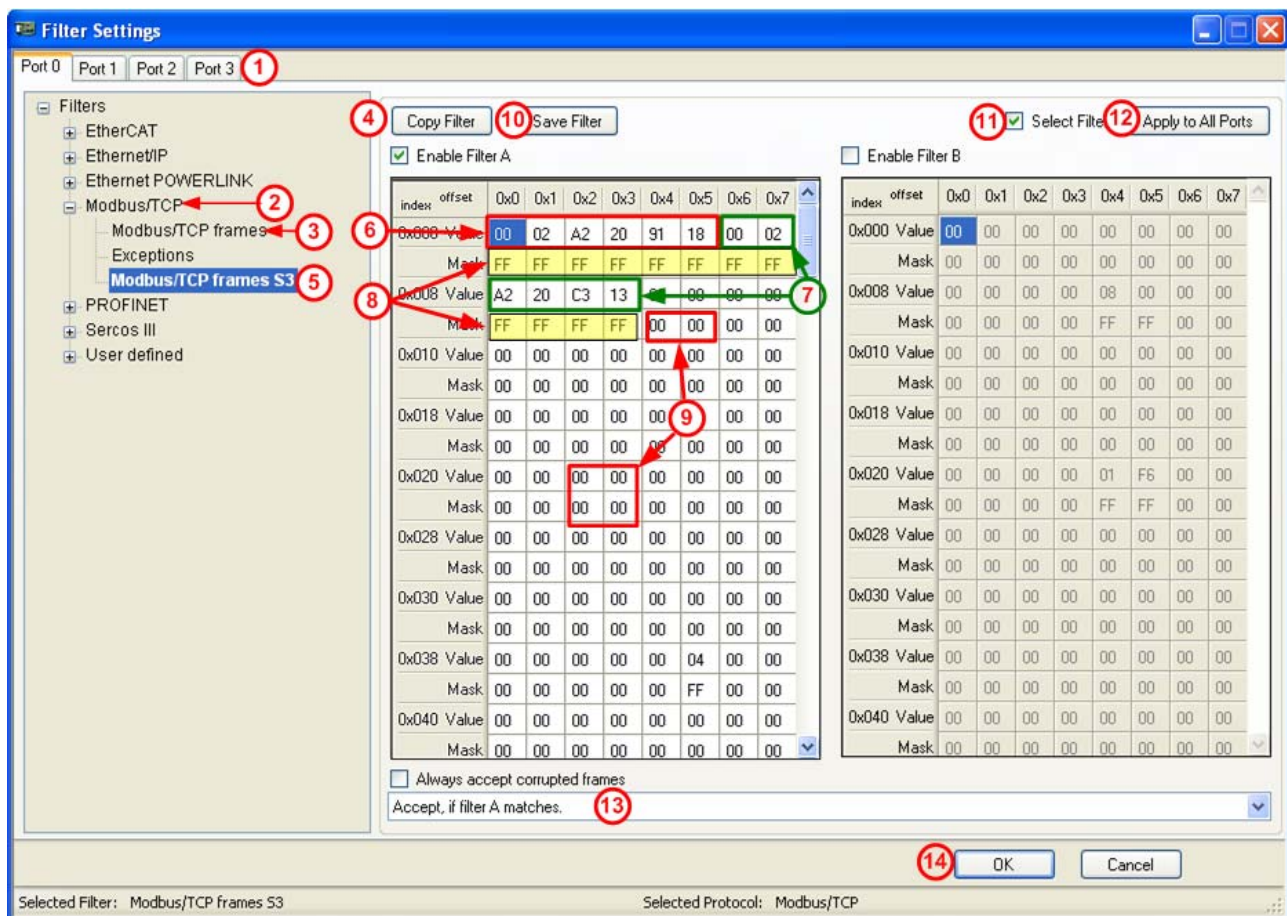 Filter Settings
Port 0 Port 1 Port 2 Port 3 1
Filters
EtherCAT
Ethernet/IP
Ethernet POWERLINK
Modbus/TCP 2
Modbus/TCP frames 3
Exceptions
Modbus/TCP frames S3 5
PROFINET
Sercos III
User defined
4 Copy Filter 10 Save Filter 11 Select Filter 12 Apply to All Ports
Enable Filter A
index offset 0x0 0x1 0x2 0x3 0x4 0x5 0x6 0x7
6 0x000 Value 00 02 A2 20 91 18 00 02
Mask FF FF FF FF FF FF FF FF
8 0x008 Value A2 20 C3 13 00 00 00 7
Mask FF FF FF FF 00 00 00 00
0x010 Value 00 00 00 00 00 00 00 00
Mask 00 00 00 00 00 00 00 00
0x018 Value 00 00 00 00 00 9 00 00
Mask 00 00 00 00 00 00 00 00
0x020 Value 00 00 00 00 00 00 00 00
Mask 00 00 00 00 00 00 00 00
0x028 Value 00 00 00 00 00 00 00 00
Mask 00 00 00 00 00 00 00 00
0x030 Value 00 00 00 00 00 00 00 00
Mask 00 00 00 00 00 00 00 00
0x038 Value 00 00 00 00 00 04 00 00
Mask 00 00 00 00 00 FF 00 00
0x040 Value 00 00 00 00 00 00 00 00
Mask 00 00 00 00 00 00 00 00
Enable Filter B
index offset 0x0 0x1 0x2 0x3 0x4 0x5 0x6 0x7
0x000 Value 00 00 00 00 00 00 00 00
Mask 00 00 00 00 00 00 00 00
0x008 Value 00 00 00 00 08 00 00 00
Mask 00 00 00 00 FF FF 00 00
0x010 Value 00 00 00 00 00 00 00 00
Mask 00 00 00 00 00 00 00 00
0x018 Value 00 00 00 00 00 00 00 00
Mask 00 00 00 00 00 00 00 00
0x020 Value 00 00 00 00 01 F6 00 00
Mask 00 00 00 00 FF FF 00 00
0x028 Value 00 00 00 00 00 00 00 00
Mask 00 00 00 00 00 00 00 00
0x030 Value 00 00 00 00 00 00 00 00
Mask 00 00 00 00 00 00 00 00
0x038 Value 00 00 00 00 00 00 00 00
Mask 00 00 00 00 00 00 00 00
0x040 Value 00 00 00 00 00 00 00 00
Mask 00 00 00 00 00 00 00 00
Always accept corrupted frames
Accept, if filter A matches. 13
14 OK Cancel
Selected Filter: Modbus/TCP frames S3 Selected Protocol: Modbus/TCP